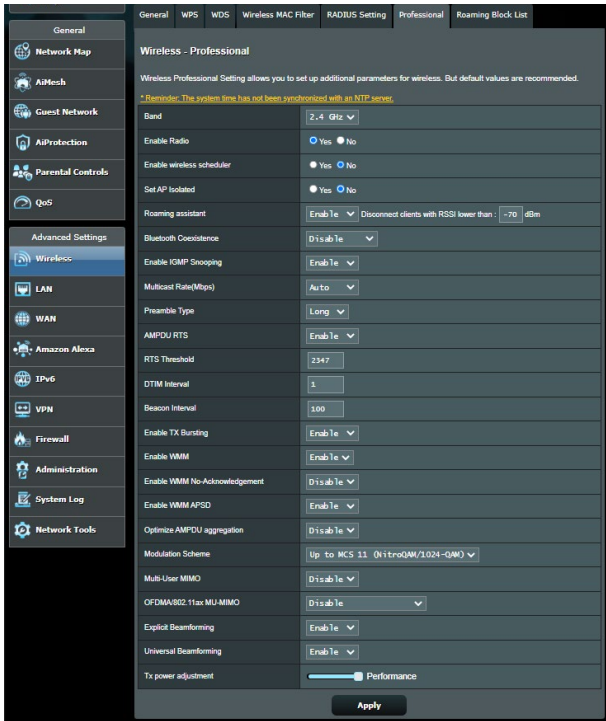 General WPS WDS Wireless MAC Filter RADIUS Setting Professional Roaming Block List
General
Network Map
AiMesh
Guest Network
AiProtection
Parental Controls
QoS
Advanced Settings
Wireless
LAN
WAN
Amazon Alexa
IPv6
VPN
Firewall
Administration
System Log
Network Tools
Wireless - Professional
Wireless Professional Setting allows you to set up additional parameters for wireless. But default values are recommended.
* Reminder: The system time has not been synchronized with an NTP server.
Band 2.4 GHz
Enable Radio Yes No
Enable wireless scheduler Yes No
Set AP Isolated Yes No
Roaming assistant Enable Disconnect clients with RSSI lower than : -70 dBm
Bluetooth Coexistence Disable
Enable IGMP Snooping Enable
Multicast Rate(Mbps) Auto
Preamble Type Long
AMPDU RTS Enable
RTS Threshold 2347
DTIM Interval 1
Beacon Interval 100
Enable TX Bursting Enable
Enable WMM Enable
Enable WMM No-Acknowledgement Disable
Enable WMM APSD Enable
Optimize AMPDU aggregation Disable
Modulation Scheme Up to MCS 11 (NitroQAM/1024-QAM)
Multi-User MIMO Disable
OFDMA/802.11ax MU-MIMO Disable
Explicit Beamforming Enable
Universal Beamforming Enable
Tx power adjustment Performance
Apply